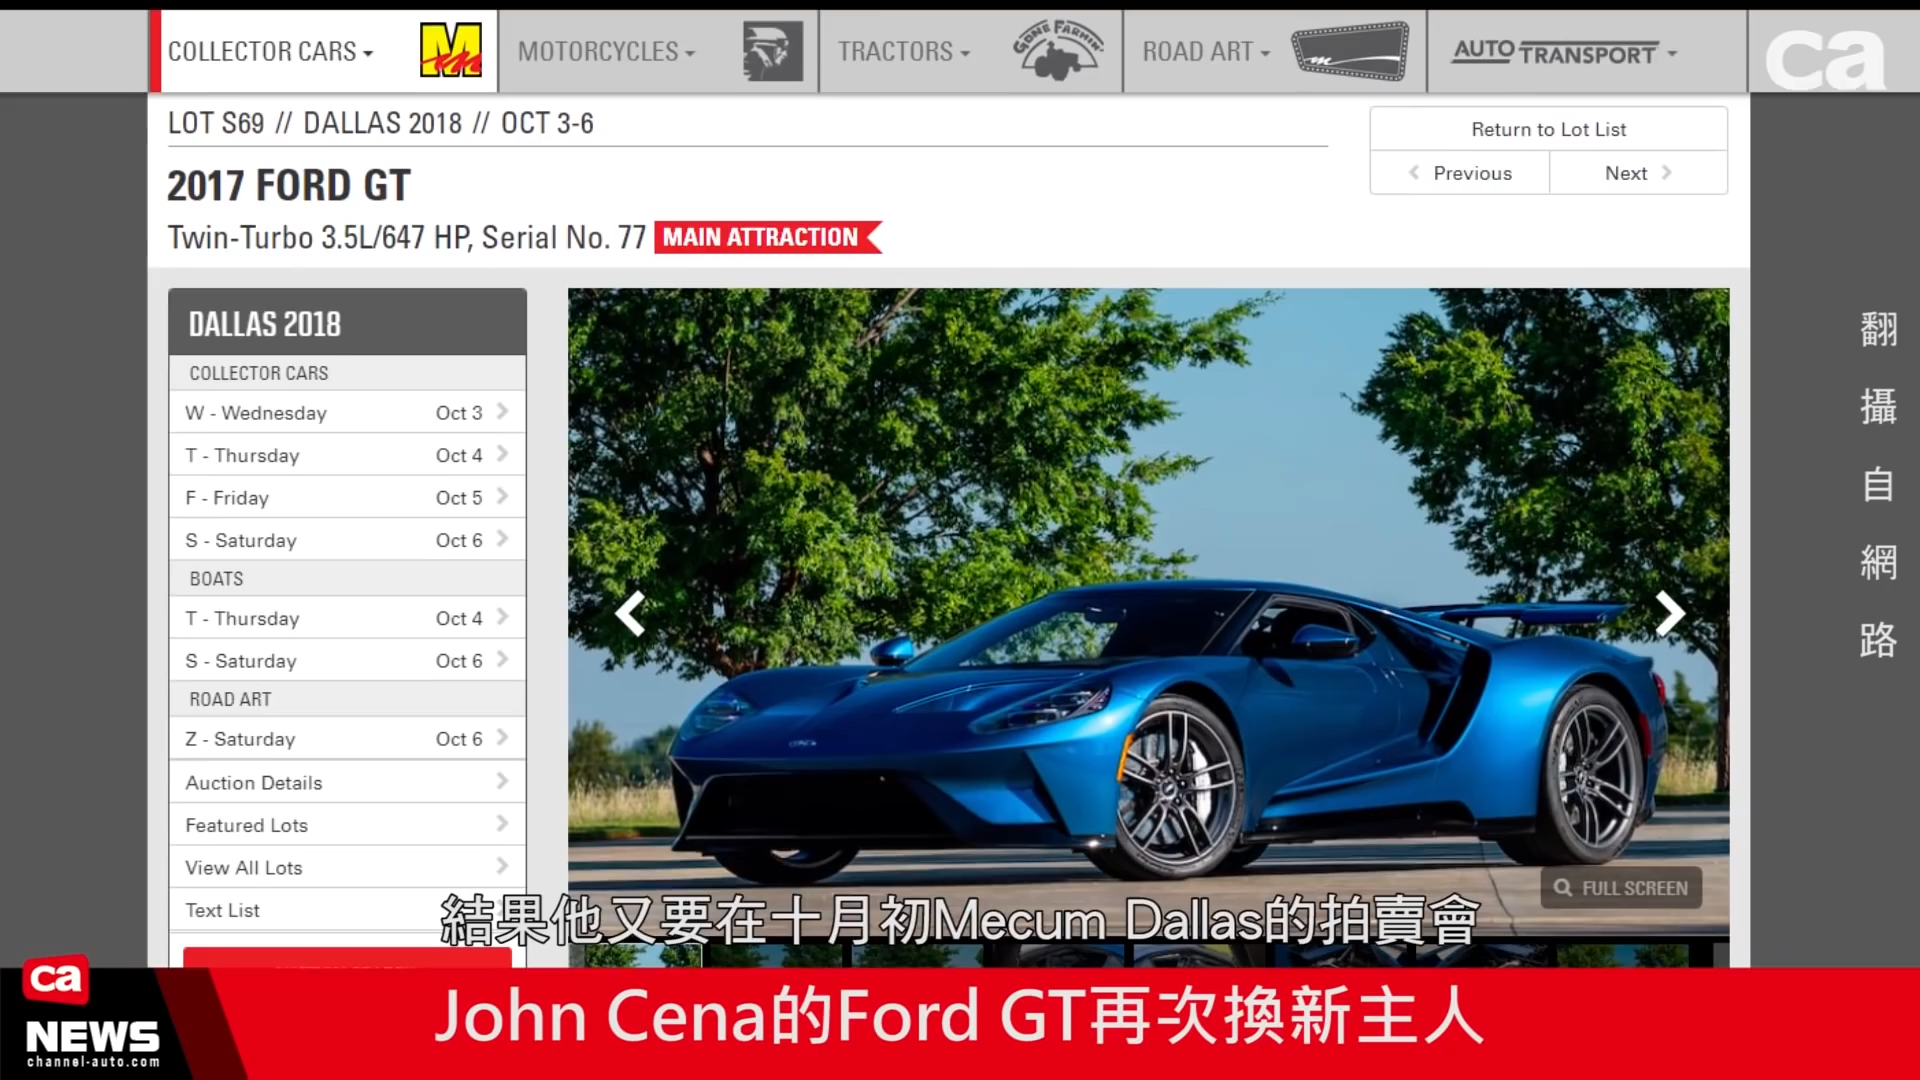 COLLECTOR CARS
MOTORCYCLES
TRACTORS
GONE FARMIN'
ROAD ART
AUTO TRANSPORT
ca
LOT S69 // DALLAS 2018 // OCT 3-6
Return to Lot List
Previous
Next
2017 FORD GT
Twin-Turbo 3.5L/647 HP, Serial No. 77
MAIN ATTRACTION
DALLAS 2018
COLLECTOR CARS
W - Wednesday Oct 3
T - Thursday Oct 4
F - Friday Oct 5
S - Saturday Oct 6
BOATS
T - Thursday Oct 4
S - Saturday Oct 6
ROAD ART
Z - Saturday Oct 6
Auction Details
Featured Lots
View All Lots
Text List
FULL SCREEN
翻攝自網路
結果他又要在十月初Mecum Dallas的拍賣會
ca
NEWS
channel-auto.com
John Cena的Ford GT再次換新主人